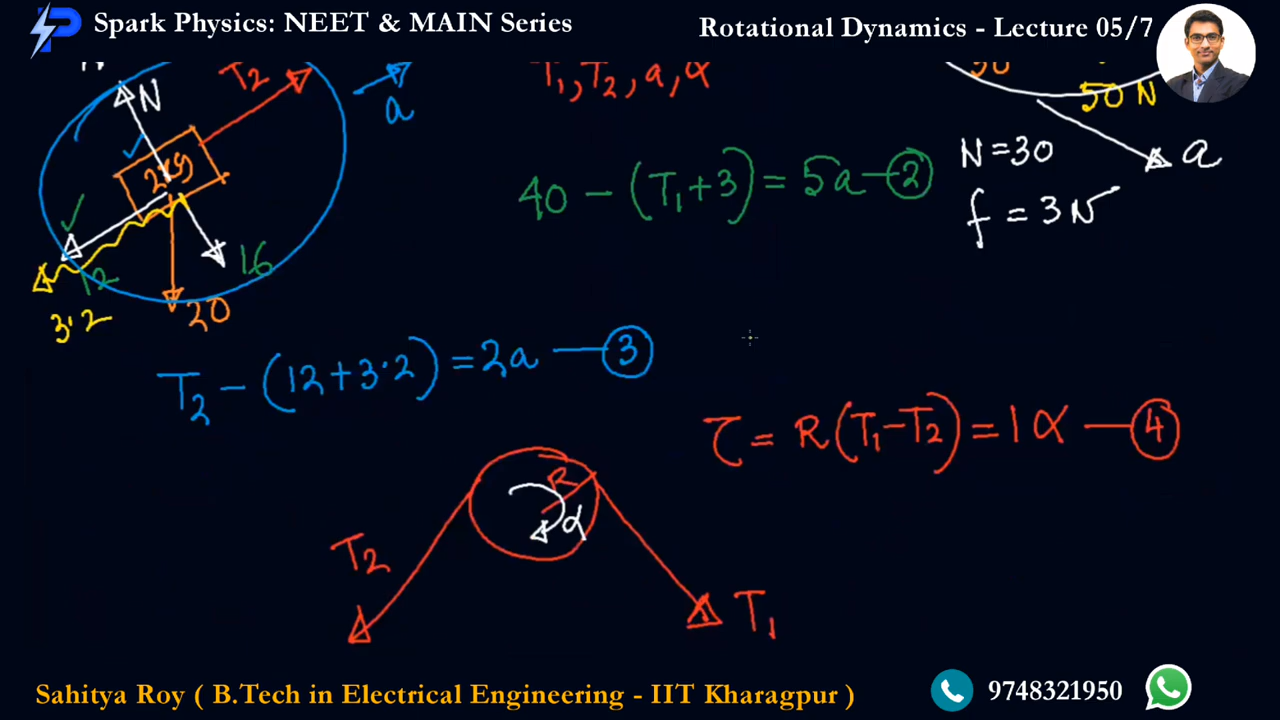 Spark Physics: NEET & MAIN Series
Rotational Dynamics - Lecture 05/7
T2
a
N
2kg
12
3.2
16
20
T1, T2, a, α
50 N
a
N = 30
f = 3N
40 - (T1 + 3) = 5a - ②
T2 - (12 + 3.2) = 2a - ③
τ = R(T1 - T2) = Iα - ④
R
α
T2
T1
Sahitya Roy ( B.Tech in Electrical Engineering - IIT Kharagpur )
9748321950